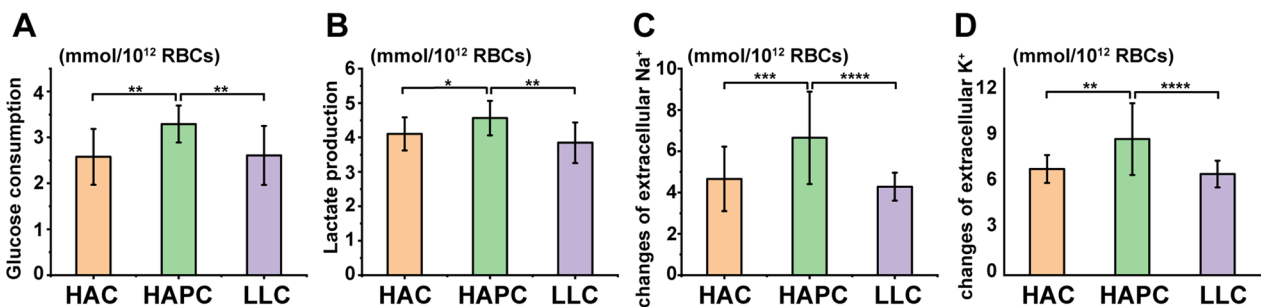 A
(mmol/10¹² RBCs)
Glucose consumption
4
3
2
1
0
**
**
HAC
HAPC
LLC
B
(mmol/10¹² RBCs)
Lactate production
6
5
4
3
2
1
0
*
**
HAC
HAPC
LLC
C
(mmol/10¹² RBCs)
changes of extracellular Na⁺
10
8
6
4
2
0
***
****
HAC
HAPC
LLC
D
(mmol/10¹² RBCs)
changes of extracellular K⁺
12
9
6
3
0
**
****
HAC
HAPC
LLC